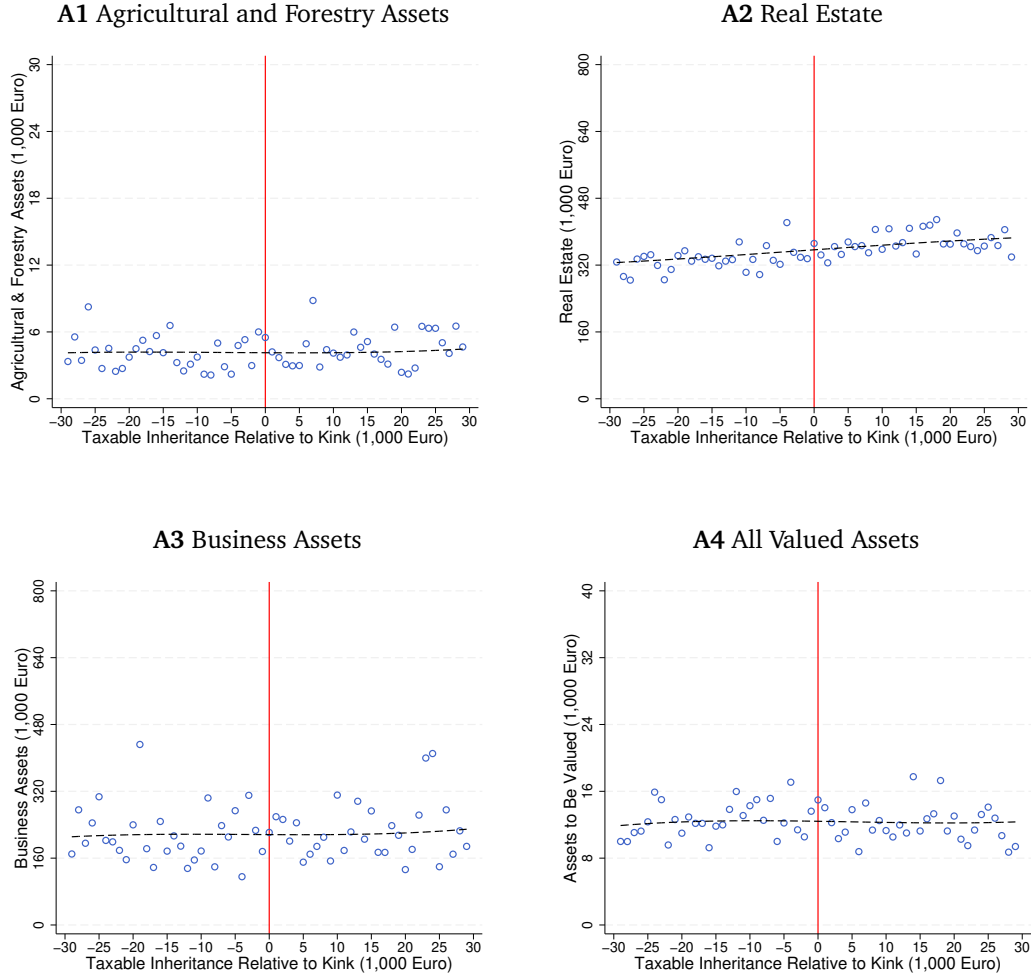 A1 Agricultural and Forestry Assets
Agricultural & Forestry Assets (1,000 Euro)
30
24
18
12
6
0
−30 −25 −20 −15 −10 −5 0 5 10 15 20 25 30
Taxable Inheritance Relative to Kink (1,000 Euro)
A2 Real Estate
Real Estate (1,000 Euro)
800
640
480
320
160
0
−30 −25 −20 −15 −10 −5 0 5 10 15 20 25 30
Taxable Inheritance Relative to Kink (1,000 Euro)
A3 Business Assets
Business Assets (1,000 Euro)
800
640
480
320
160
0
−30 −25 −20 −15 −10 −5 0 5 10 15 20 25 30
Taxable Inheritance Relative to Kink (1,000 Euro)
A4 All Valued Assets
Assets to Be Valued (1,000 Euro)
40
32
24
16
8
0
−30 −25 −20 −15 −10 −5 0 5 10 15 20 25 30
Taxable Inheritance Relative to Kink (1,000 Euro)